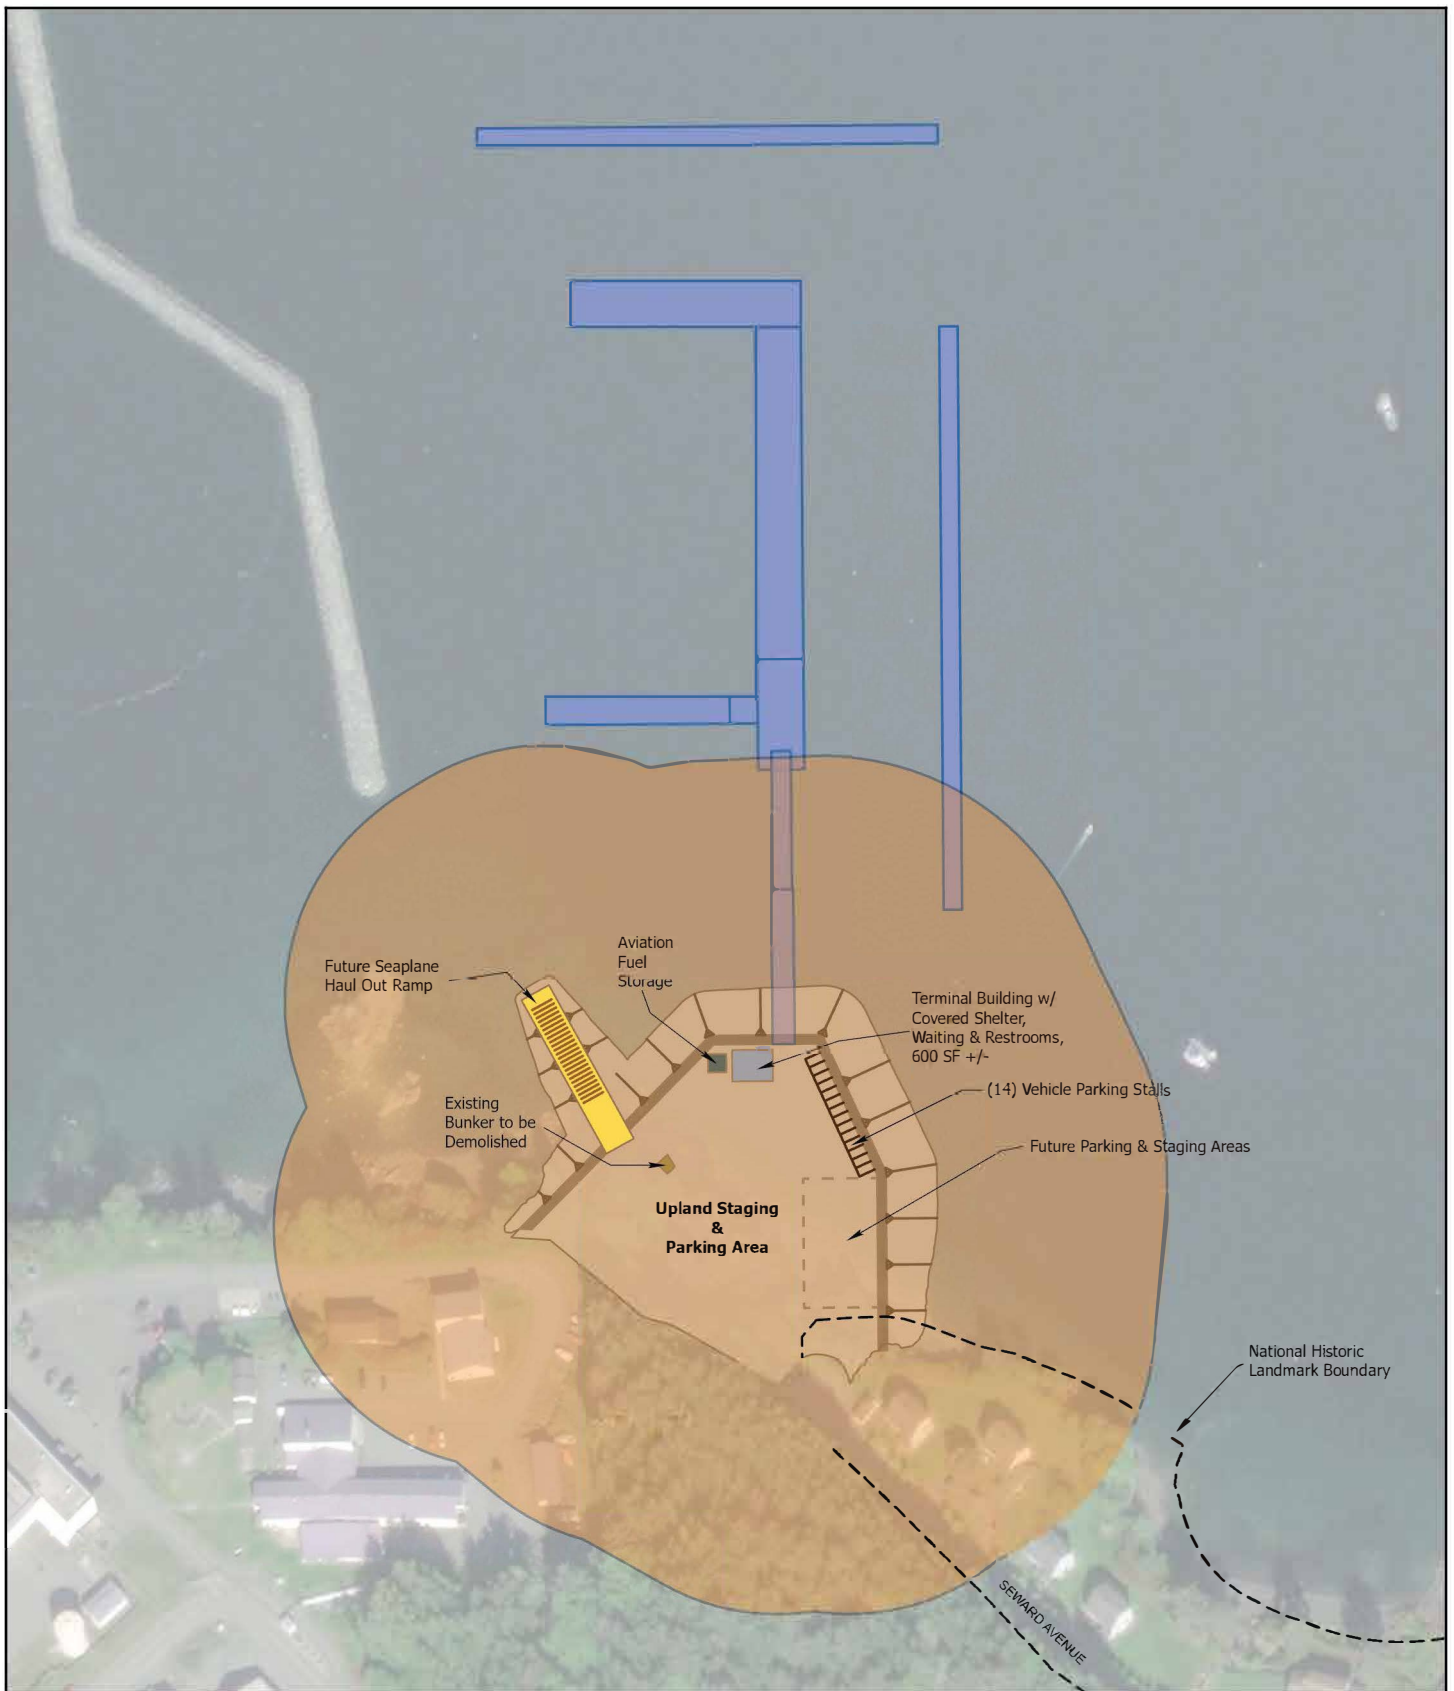 Aviation
Fuel
Storage
Future Seaplane
Haul Out Ramp
Terminal Building w/
Covered Shelter,
Waiting & Restrooms,
600 SF +/-
(14) Vehicle Parking Stalls
Existing
Bunker to be
Demolished
Future Parking & Staging Areas
Upland Staging
&
Parking Area
National Historic
Landmark Boundary
SEWARD AVENUE